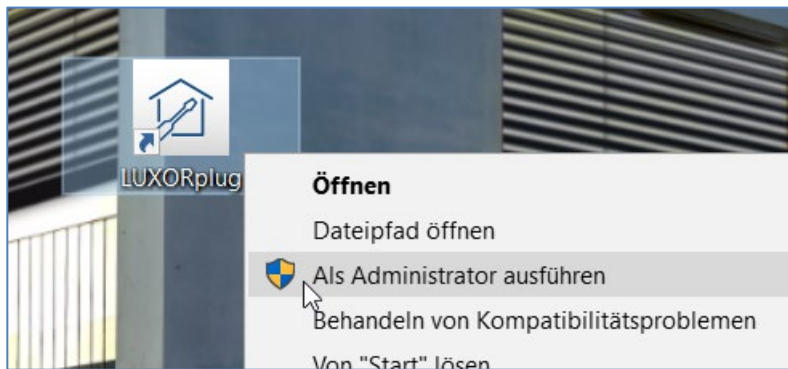 LUXORplug
Öffnen
Dateipfad öffnen
Als Administrator ausführen
Behandeln von Kompatibilitätsproblemen
Von "Start" lösen